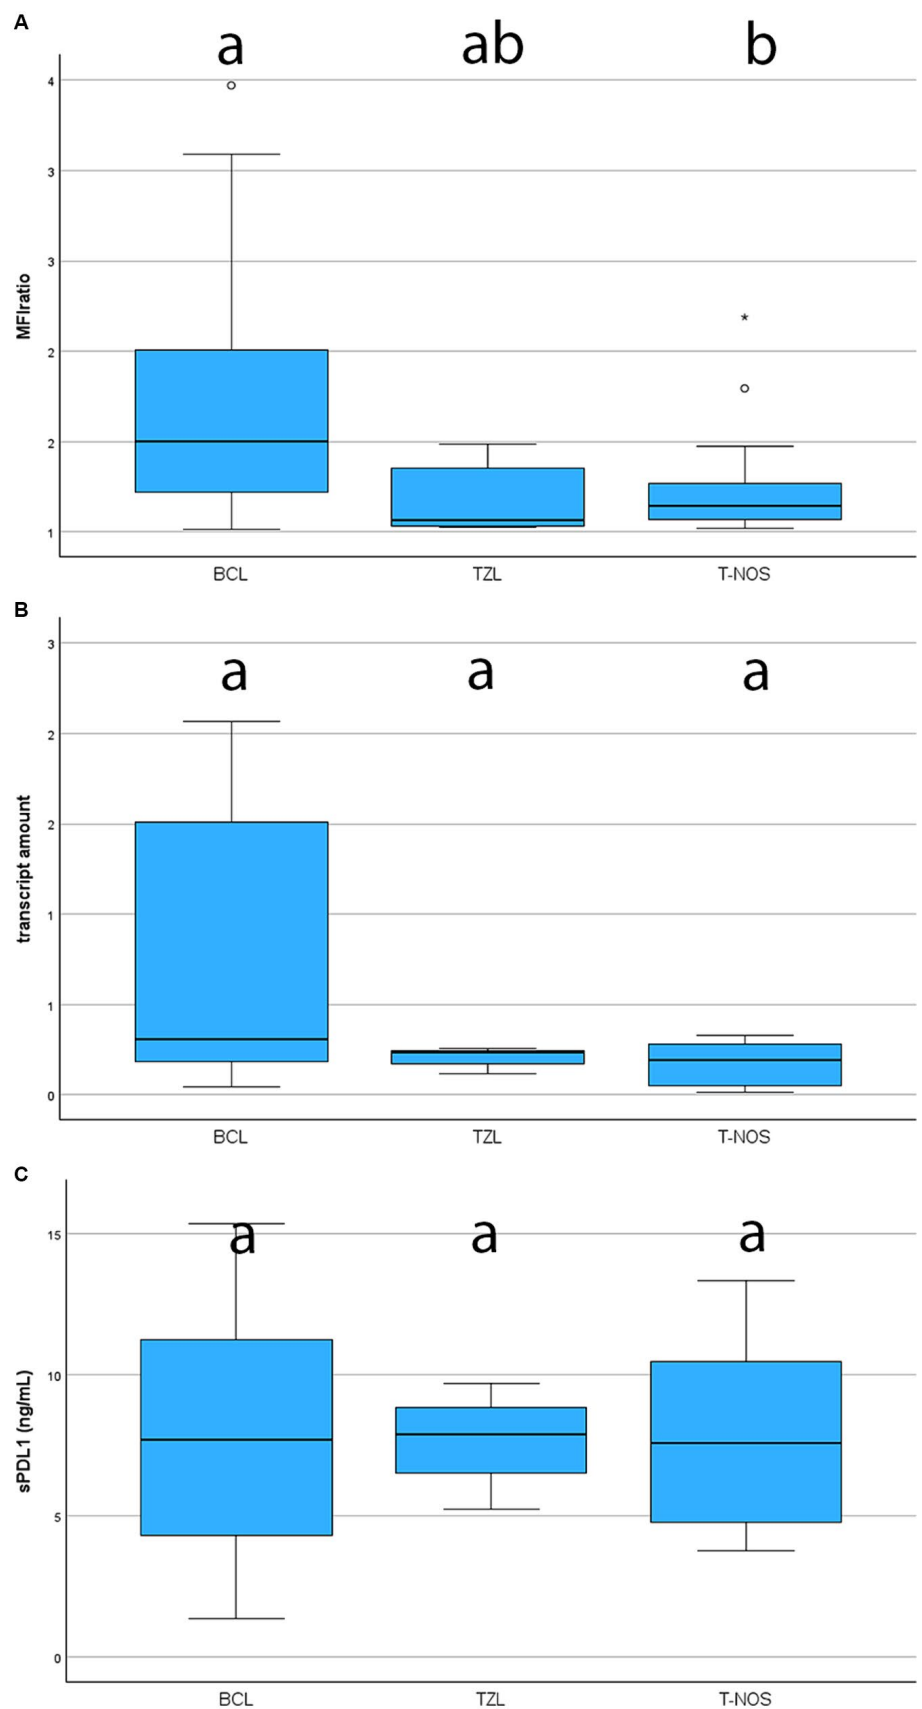 A
a ab b
4
3
3
2
2
1
MFIratio
BCL TZL T-NOS
B
3
a a a
2
2
1
1
0
transcript amount
BCL TZL T-NOS
C
15
a a a
10
5
0
sPDL1 (ng/mL)
BCL TZL T-NOS